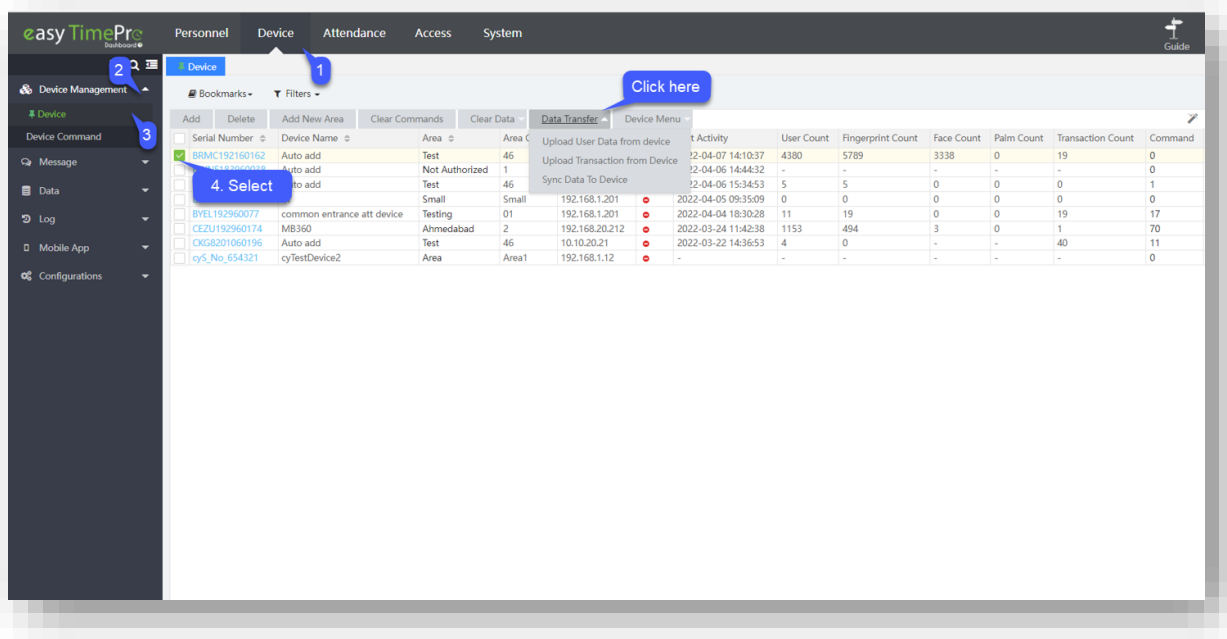 easy TimePro
Dashboard
Personnel Device Attendance Access System
Guide
1
2
3
4. Select
Click here
Device Management
Device
Device Command
Message
Data
Log
Mobile App
Configurations
Device
1
Bookmarks Filters
Add Delete Add New Area Clear Commands Clear Data Data Transfer Device Menu
Upload User Data from device
Upload Transaction from Device
Sync Data To Device
Serial Number Device Name Area Area C t Activity User Count Fingerprint Count Face Count Palm Count Transaction Count Command
BRMC192160162 Auto add Test 46 22-04-07 14:10:37 4380 5789 3338 0 19 0
Auto add Not Authorized 1 22-04-06 14:44:32 - - - - - 0
to add Test 46 22-04-06 15:34:53 5 5 0 0 0 1
Small Small 192.168.1.201 2022-04-05 09:35:09 0 0 0 0 0 0
BYEL192960077 common entrance att device Testing 01 192.168.1.201 2022-04-04 18:30:28 11 19 0 0 19 17
CEZU192960174 MB360 Ahmedabad 2 192.168.20.212 2022-03-24 11:42:38 1153 494 3 0 1 70
CKG8201060196 Auto add Test 46 10.10.20.21 2022-03-22 14:36:53 4 0 - - 40 11
cyS_No_654321 cyTestDevice2 Area Area1 192.168.1.12 - - - - - - 0